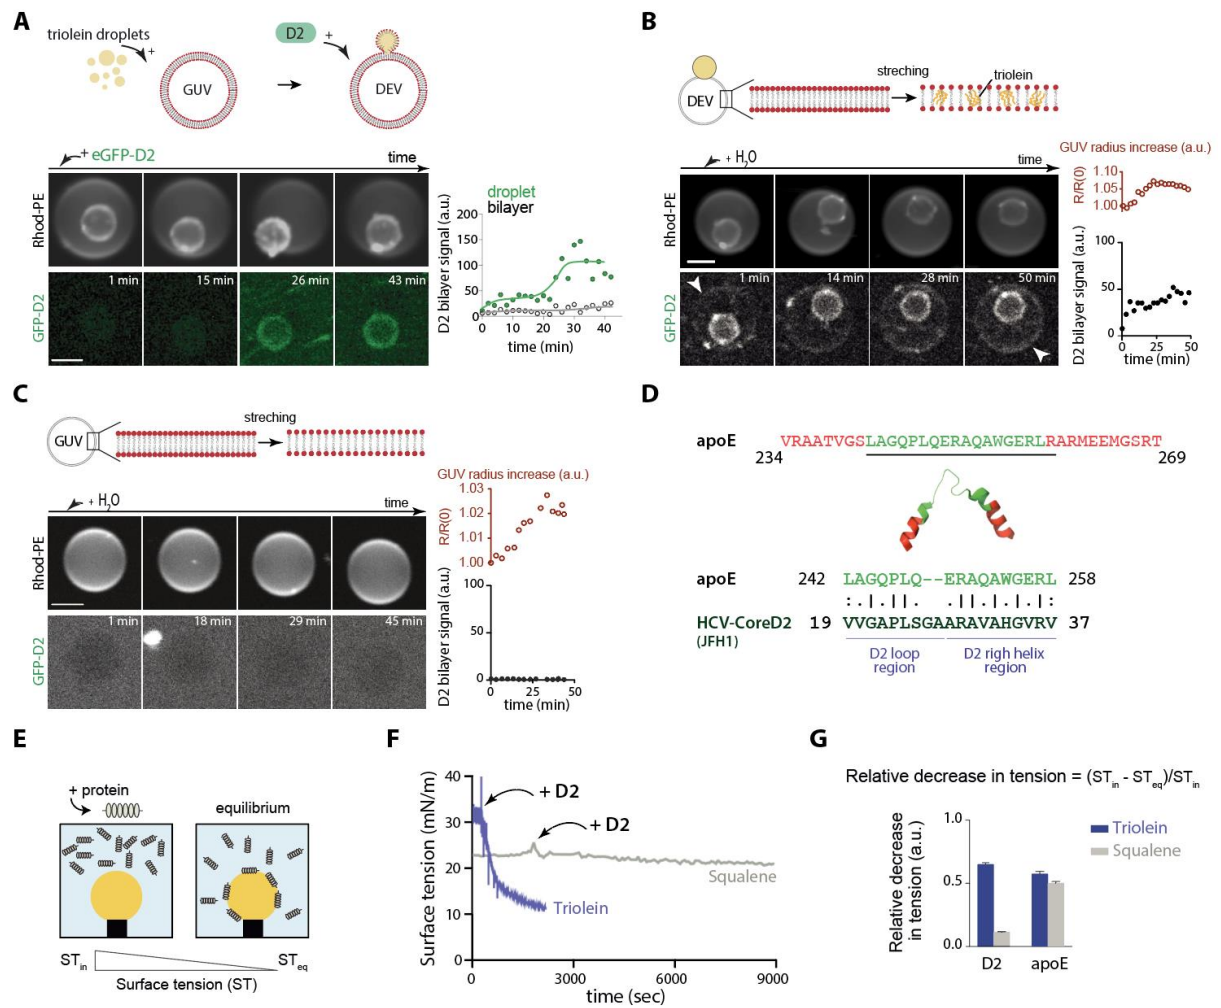 A
triolein droplets
+
GUV
D2
+
DEV
+ eGFP-D2
time
Rhod-PE
GFP-D2
1 min
15 min
26 min
43 min
droplet
bilayer
D2 bilayer signal (a.u.)
200
150
100
50
0
0 20 40
time (min)
B
DEV
streching
triolein
+ H2O
time
Rhod-PE
GFP-D2
1 min
14 min
28 min
50 min
GUV radius increase (a.u.)
R/R(0)
1.10
1.05
1.00
D2 bilayer signal (a.u.)
100
50
0
0 25 50
time (min)
C
GUV
streching
+ H2O
time
Rhod-PE
GFP-D2
1 min
18 min
29 min
45 min
GUV radius increase (a.u.)
R/R(0)
1.03
1.02
1.01
1.00
D2 bilayer signal (a.u.)
100
50
0
0 25 50
time (min)
D
apoE VRAATVGSLAGQPLQERAQAWGERLRARMEEMGSRT
234 269
apoE 242 LAGQPLQ--ERAQAWGERL 258
:.|.||. .||.|.|.|:
HCV-CoreD2 19 VVGAPLSGAARAVAHGVRV 37
(JFH1)
D2 loop region
D2 righ helix region
E
+ protein
equilibrium
STin
STeq
Surface tension (ST)
F
Surface tension (mN/m)
40
30
20
10
0
+ D2
+ D2
Squalene
Triolein
0 3000 6000 9000
time (sec)
G
Relative decrease in tension = (STin - STeq)/STin
Relative decrease
in tension (a.u.)
1.0
0.5
0.0
D2 apoE
Triolein
Squalene